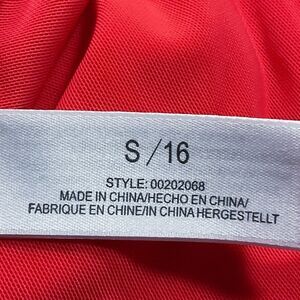 S/16
STYLE: 00202068
MADE IN CHINA/HECHO EN CHINA/
FABRIQUE EN CHINE/IN CHINA HERGESTELLT